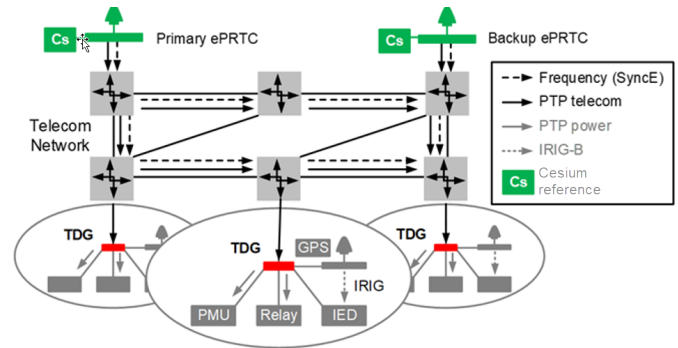 Cs
Primary ePRTC
Cs
Backup ePRTC
Frequency (SyncE)
PTP telecom
PTP power
IRIG-B
Cs
Cesium
reference
Telecom
Network
TDG
TDG
GPS
IRIG
PMU
Relay
IED
TDG